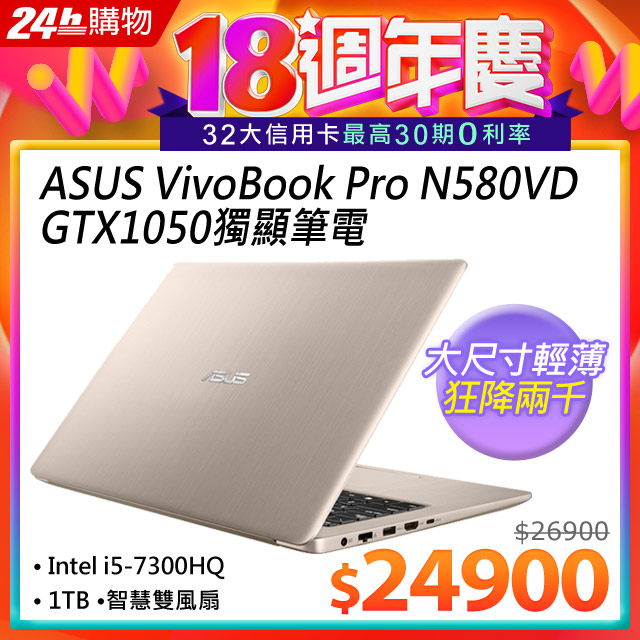 24h購物
18週年慶
32大信用卡最高30期0利率
ASUS VivoBook Pro N580VD
GTX1050獨顯筆電
ASUS
大尺寸輕薄
狂降兩千
$26900
$24900
• Intel i5-7300HQ
• 1TB •智慧雙風扇